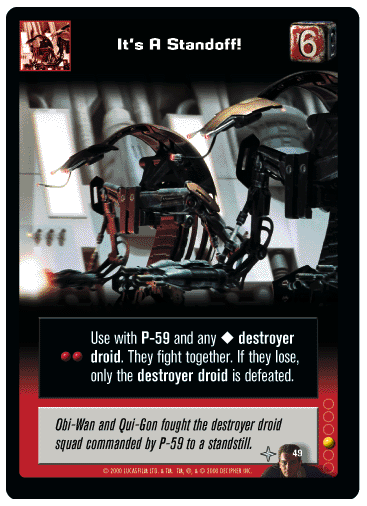 It's A Standoff!
6
Use with P-59 and any ◆ destroyer
droid. They fight together. If they lose,
only the destroyer droid is defeated.
Obi-Wan and Qui-Gon fought the destroyer droid
squad commanded by P-59 to a standstill.
49
© 2000 LUCASFILM LTD. & TM. TM, ®, & © 2000 DECIPHER INC.